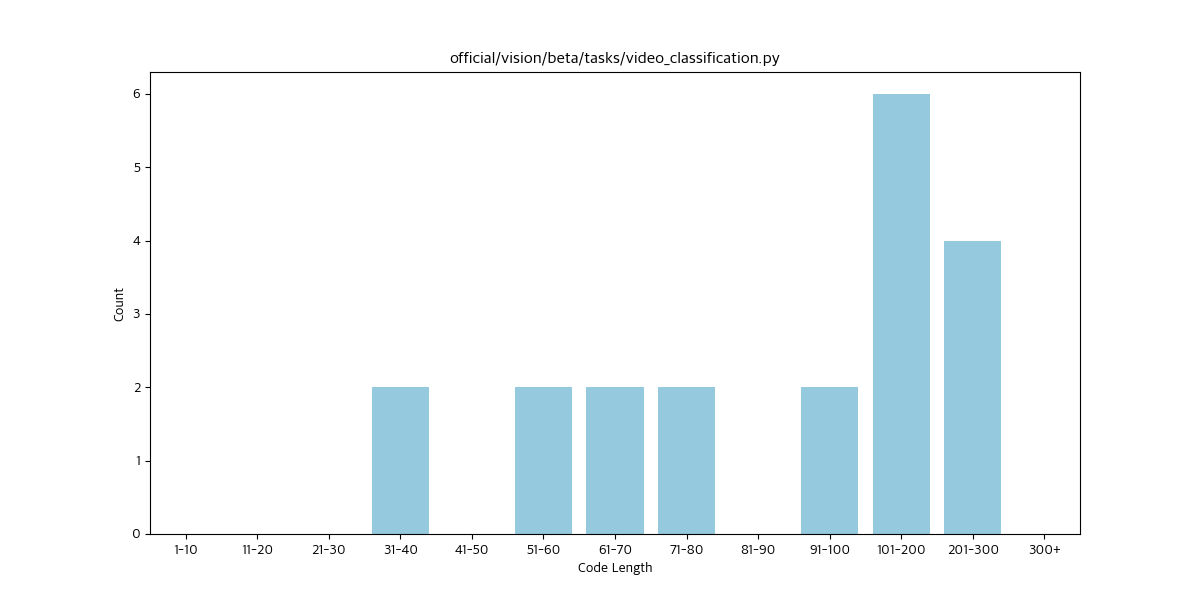 official/vision/beta/tasks/video_classification.py
6
5
4
3
2
1
0
Count
1-10 11-20 21-30 31-40 41-50 51-60 61-70 71-80 81-90 91-100 101-200 201-300 300+
Code Length